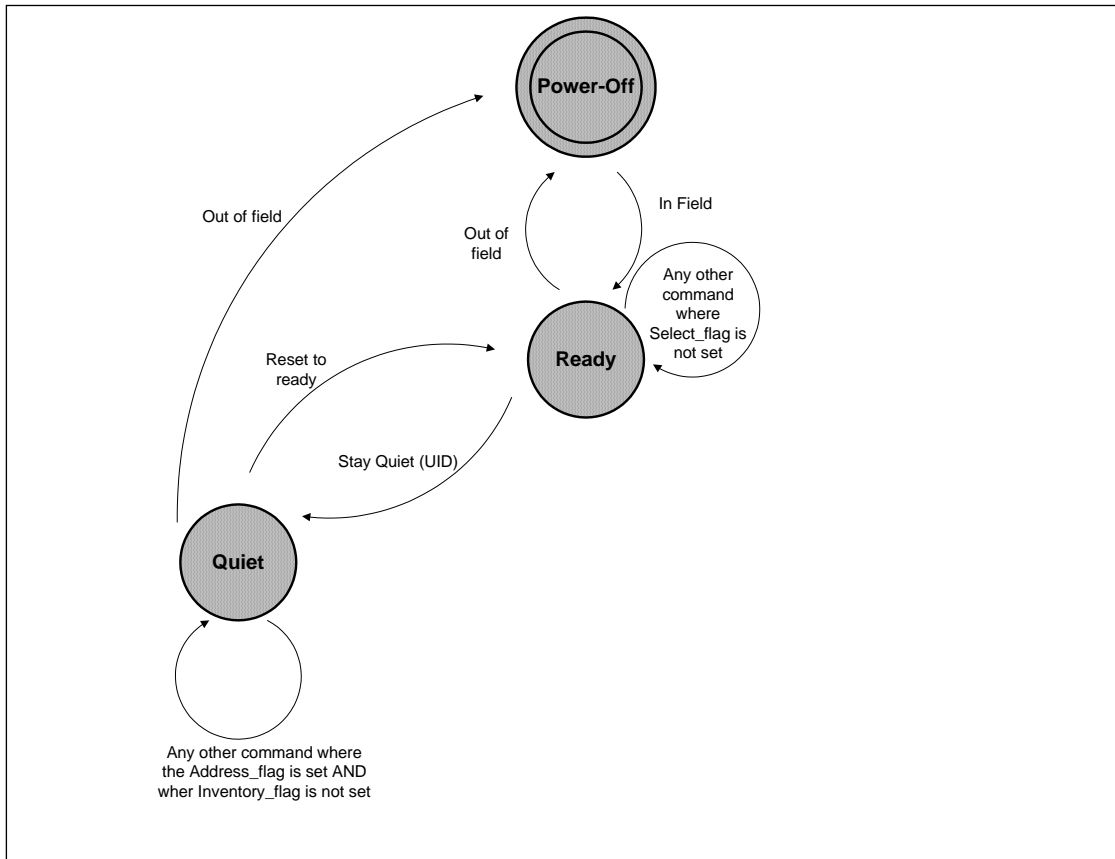 Power-Off
Out of field
In Field
Out of
field
Any other
command
where
Select_flag is
not set
Reset to
ready
Ready
Stay Quiet (UID)
Quiet
Any other command where
the Address_flag is set AND
wher Inventory_flag is not set